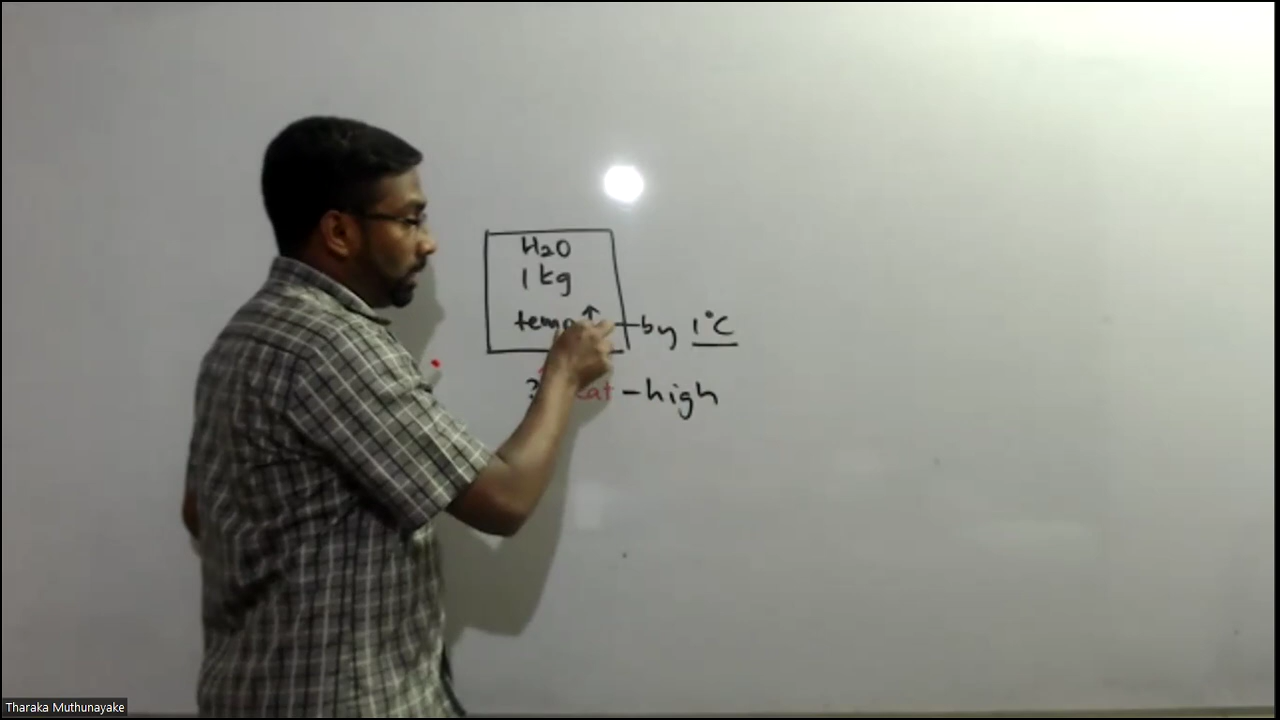 H2O
1 kg
temp ↑ - by 1°C
? - high
Tharaka Muthunayake